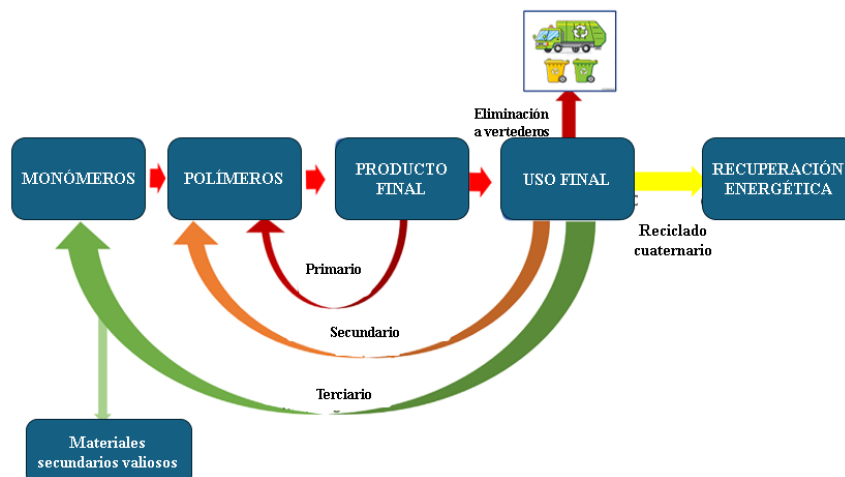 Eliminación
a vertederos
MONÓMEROS
POLÍMEROS
PRODUCTO
FINAL
USO FINAL
RECUPERACIÓN
ENERGÉTICA
Reciclado
cuaternario
Primario
Secundario
Terciario
Materiales
secundarios valiosos